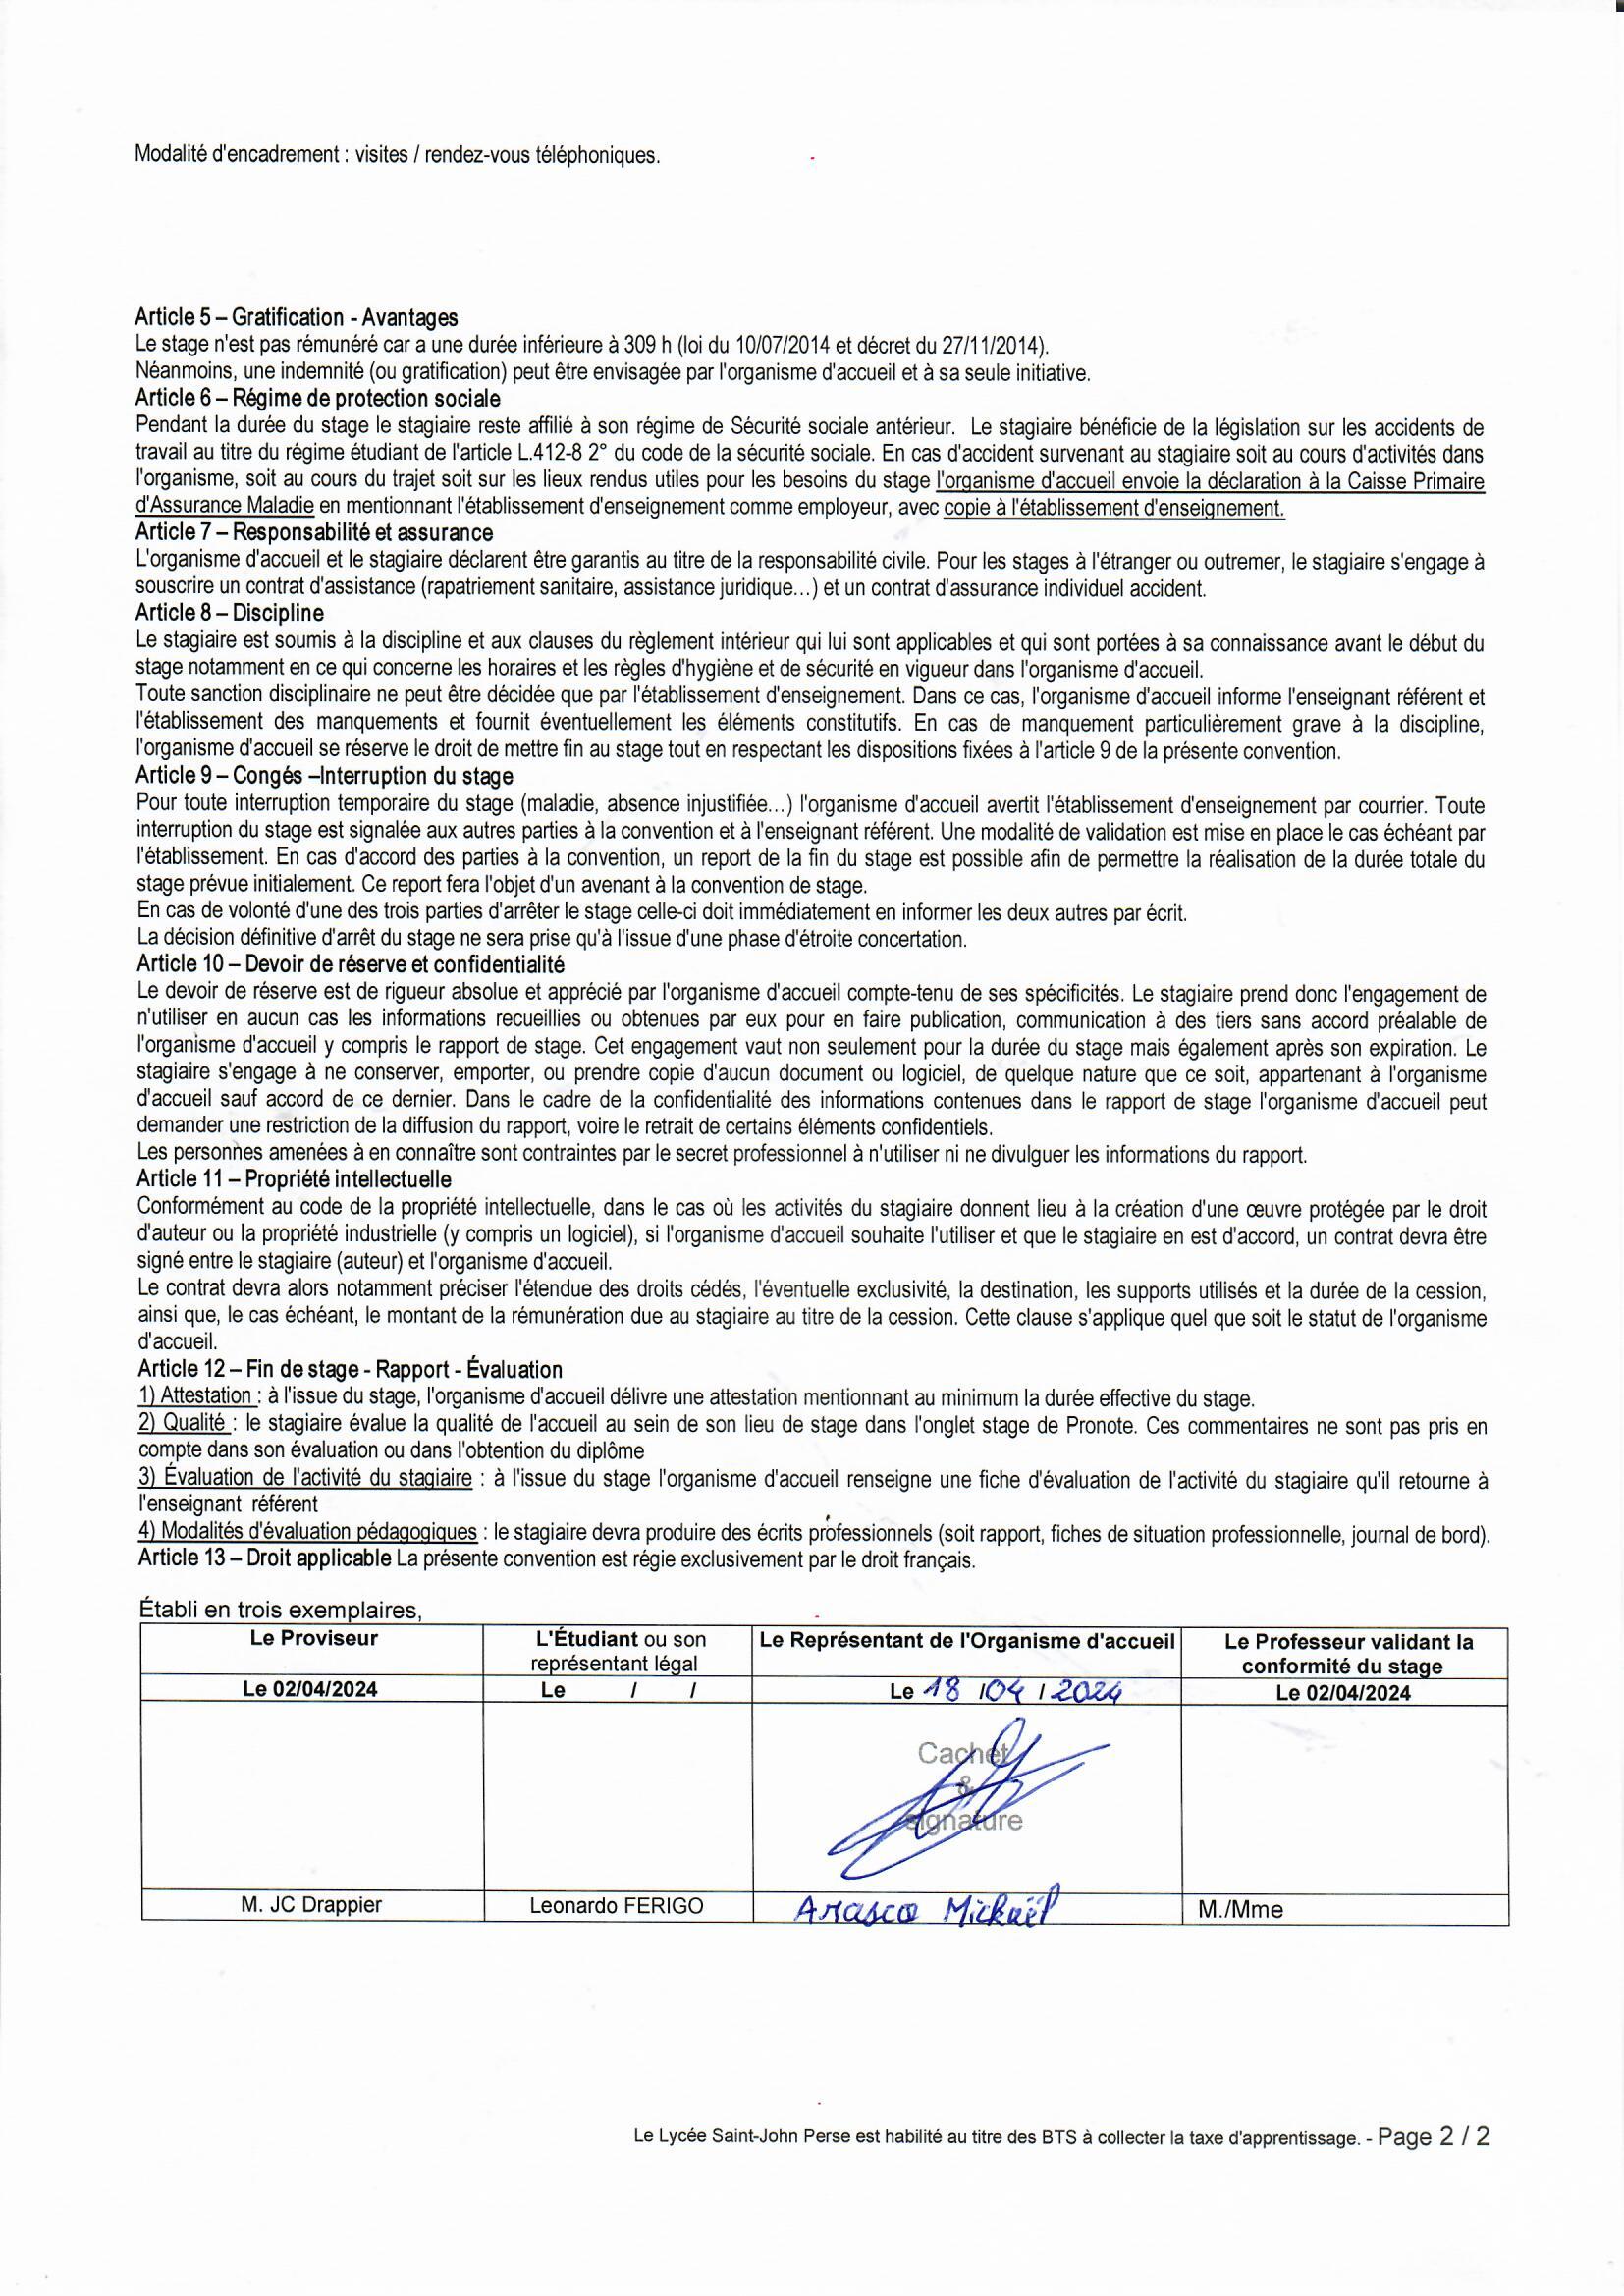 Modalité d'encadrement : visites / rendez-vous téléphoniques.
Article 5 – Gratification - Avantages
Le stage n'est pas rémunéré car a une durée inférieure à 309 h (loi du 10/07/2014 et décret du 27/11/2014).
Néanmoins, une indemnité (ou gratification) peut être envisagée par l'organisme d'accueil et à sa seule initiative.
Article 6 – Régime de protection sociale
Pendant la durée du stage le stagiaire reste affilié à son régime de Sécurité sociale antérieur. Le stagiaire bénéficie de la législation sur les accidents de
travail au titre du régime étudiant de l'article L.412-8 2° du code de la sécurité sociale. En cas d'accident survenant au stagiaire soit au cours d'activités dans
l'organisme, soit au cours du trajet soit sur les lieux rendus utiles pour les besoins du stage l'organisme d'accueil envoie la déclaration à la Caisse Primaire
d'Assurance Maladie en mentionnant l'établissement d'enseignement comme employeur, avec copie à l'établissement d'enseignement.
Article 7 – Responsabilité et assurance
L'organisme d'accueil et le stagiaire déclarent être garantis au titre de la responsabilité civile. Pour les stages à l'étranger ou outremer, le stagiaire s'engage à
souscrire un contrat d'assistance (rapatriement sanitaire, assistance juridique...) et un contrat d'assurance individuel accident.
Article 8 – Discipline
Le stagiaire est soumis à la discipline et aux clauses du règlement intérieur qui lui sont applicables et qui sont portées à sa connaissance avant le début du
stage notamment en ce qui concerne les horaires et les règles d'hygiène et de sécurité en vigueur dans l'organisme d'accueil.
Toute sanction disciplinaire ne peut être décidée que par l'établissement d'enseignement. Dans ce cas, l'organisme d'accueil informe l'enseignant référent et
l'établissement des manquements et fournit éventuellement les éléments constitutifs. En cas de manquement particulièrement grave à la discipline,
l'organisme d'accueil se réserve le droit de mettre fin au stage tout en respectant les dispositions fixées à l'article 9 de la présente convention.
Article 9 – Congés –Interruption du stage
Pour toute interruption temporaire du stage (maladie, absence injustifiée...) l'organisme d'accueil avertit l'établissement d'enseignement par courrier. Toute
interruption du stage est signalée aux autres parties à la convention et à l'enseignant référent. Une modalité de validation est mise en place le cas échéant par
l'établissement. En cas d'accord des parties à la convention, un report de la fin du stage est possible afin de permettre la réalisation de la durée totale du
stage prévue initialement. Ce report fera l'objet d'un avenant à la convention de stage.
En cas de volonté d'une des trois parties d'arrêter le stage celle-ci doit immédiatement en informer les deux autres par écrit.
La décision définitive d'arrêt du stage ne sera prise qu'à l'issue d'une phase d'étroite concertation.
Article 10 – Devoir de réserve et confidentialité
Le devoir de réserve est de rigueur absolue et apprécié par l'organisme d'accueil compte-tenu de ses spécificités. Le stagiaire prend donc l'engagement de
n'utiliser en aucun cas les informations recueillies ou obtenues par eux pour en faire publication, communication à des tiers sans accord préalable de
l'organisme d'accueil y compris le rapport de stage. Cet engagement vaut non seulement pour la durée du stage mais également après son expiration. Le
stagiaire s'engage à ne conserver, emporter, ou prendre copie d'aucun document ou logiciel, de quelque nature que ce soit, appartenant à l'organisme
d'accueil sauf accord de ce dernier. Dans le cadre de la confidentialité des informations contenues dans le rapport de stage l'organisme d'accueil peut
demander une restriction de la diffusion du rapport, voire le retrait de certains éléments confidentiels.
Les personnes amenées à en connaître sont contraintes par le secret professionnel à n'utiliser ni ne divulguer les informations du rapport.
Article 11 – Propriété intellectuelle
Conformément au code de la propriété intellectuelle, dans le cas où les activités du stagiaire donnent lieu à la création d'une œuvre protégée par le droit
d'auteur ou la propriété industrielle (y compris un logiciel), si l'organisme d'accueil souhaite l'utiliser et que le stagiaire en est d'accord, un contrat devra être
signé entre le stagiaire (auteur) et l'organisme d'accueil.
Le contrat devra alors notamment préciser l'étendue des droits cédés, l'éventuelle exclusivité, la destination, les supports utilisés et la durée de la cession,
ainsi que, le cas échéant, le montant de la rémunération due au stagiaire au titre de la cession. Cette clause s'applique quel que soit le statut de l'organisme
d'accueil.
Article 12 – Fin de stage - Rapport - Évaluation
1) Attestation : à l'issue du stage, l'organisme d'accueil délivre une attestation mentionnant au minimum la durée effective du stage.
2) Qualité : le stagiaire évalue la qualité de l'accueil au sein de son lieu de stage dans l'onglet stage de Pronote. Ces commentaires ne sont pas pris en
compte dans son évaluation ou dans l'obtention du diplôme
3) Évaluation de l'activité du stagiaire : à l'issue du stage l'organisme d'accueil renseigne une fiche d'évaluation de l'activité du stagiaire qu'il retourne à
l'enseignant référent
4) Modalités d'évaluation pédagogiques : le stagiaire devra produire des écrits professionnels (soit rapport, fiches de situation professionnelle, journal de bord).
Article 13 – Droit applicable La présente convention est régie exclusivement par le droit français.
Établi en trois exemplaires,
Le Proviseur
L'Étudiant ou son
représentant légal
Le Représentant de l'Organisme d'accueil
Le Professeur validant la
conformité du stage
Le 02/04/2024
Le / /
Le 18 /04 / 2024
Le 02/04/2024
Cachet
&
signature
M. JC Drappier
Leonardo FERIGO
Arasco Mickaël
M./Mme
Le Lycée Saint-John Perse est habilité au titre des BTS à collecter la taxe d'apprentissage. - Page 2 / 2